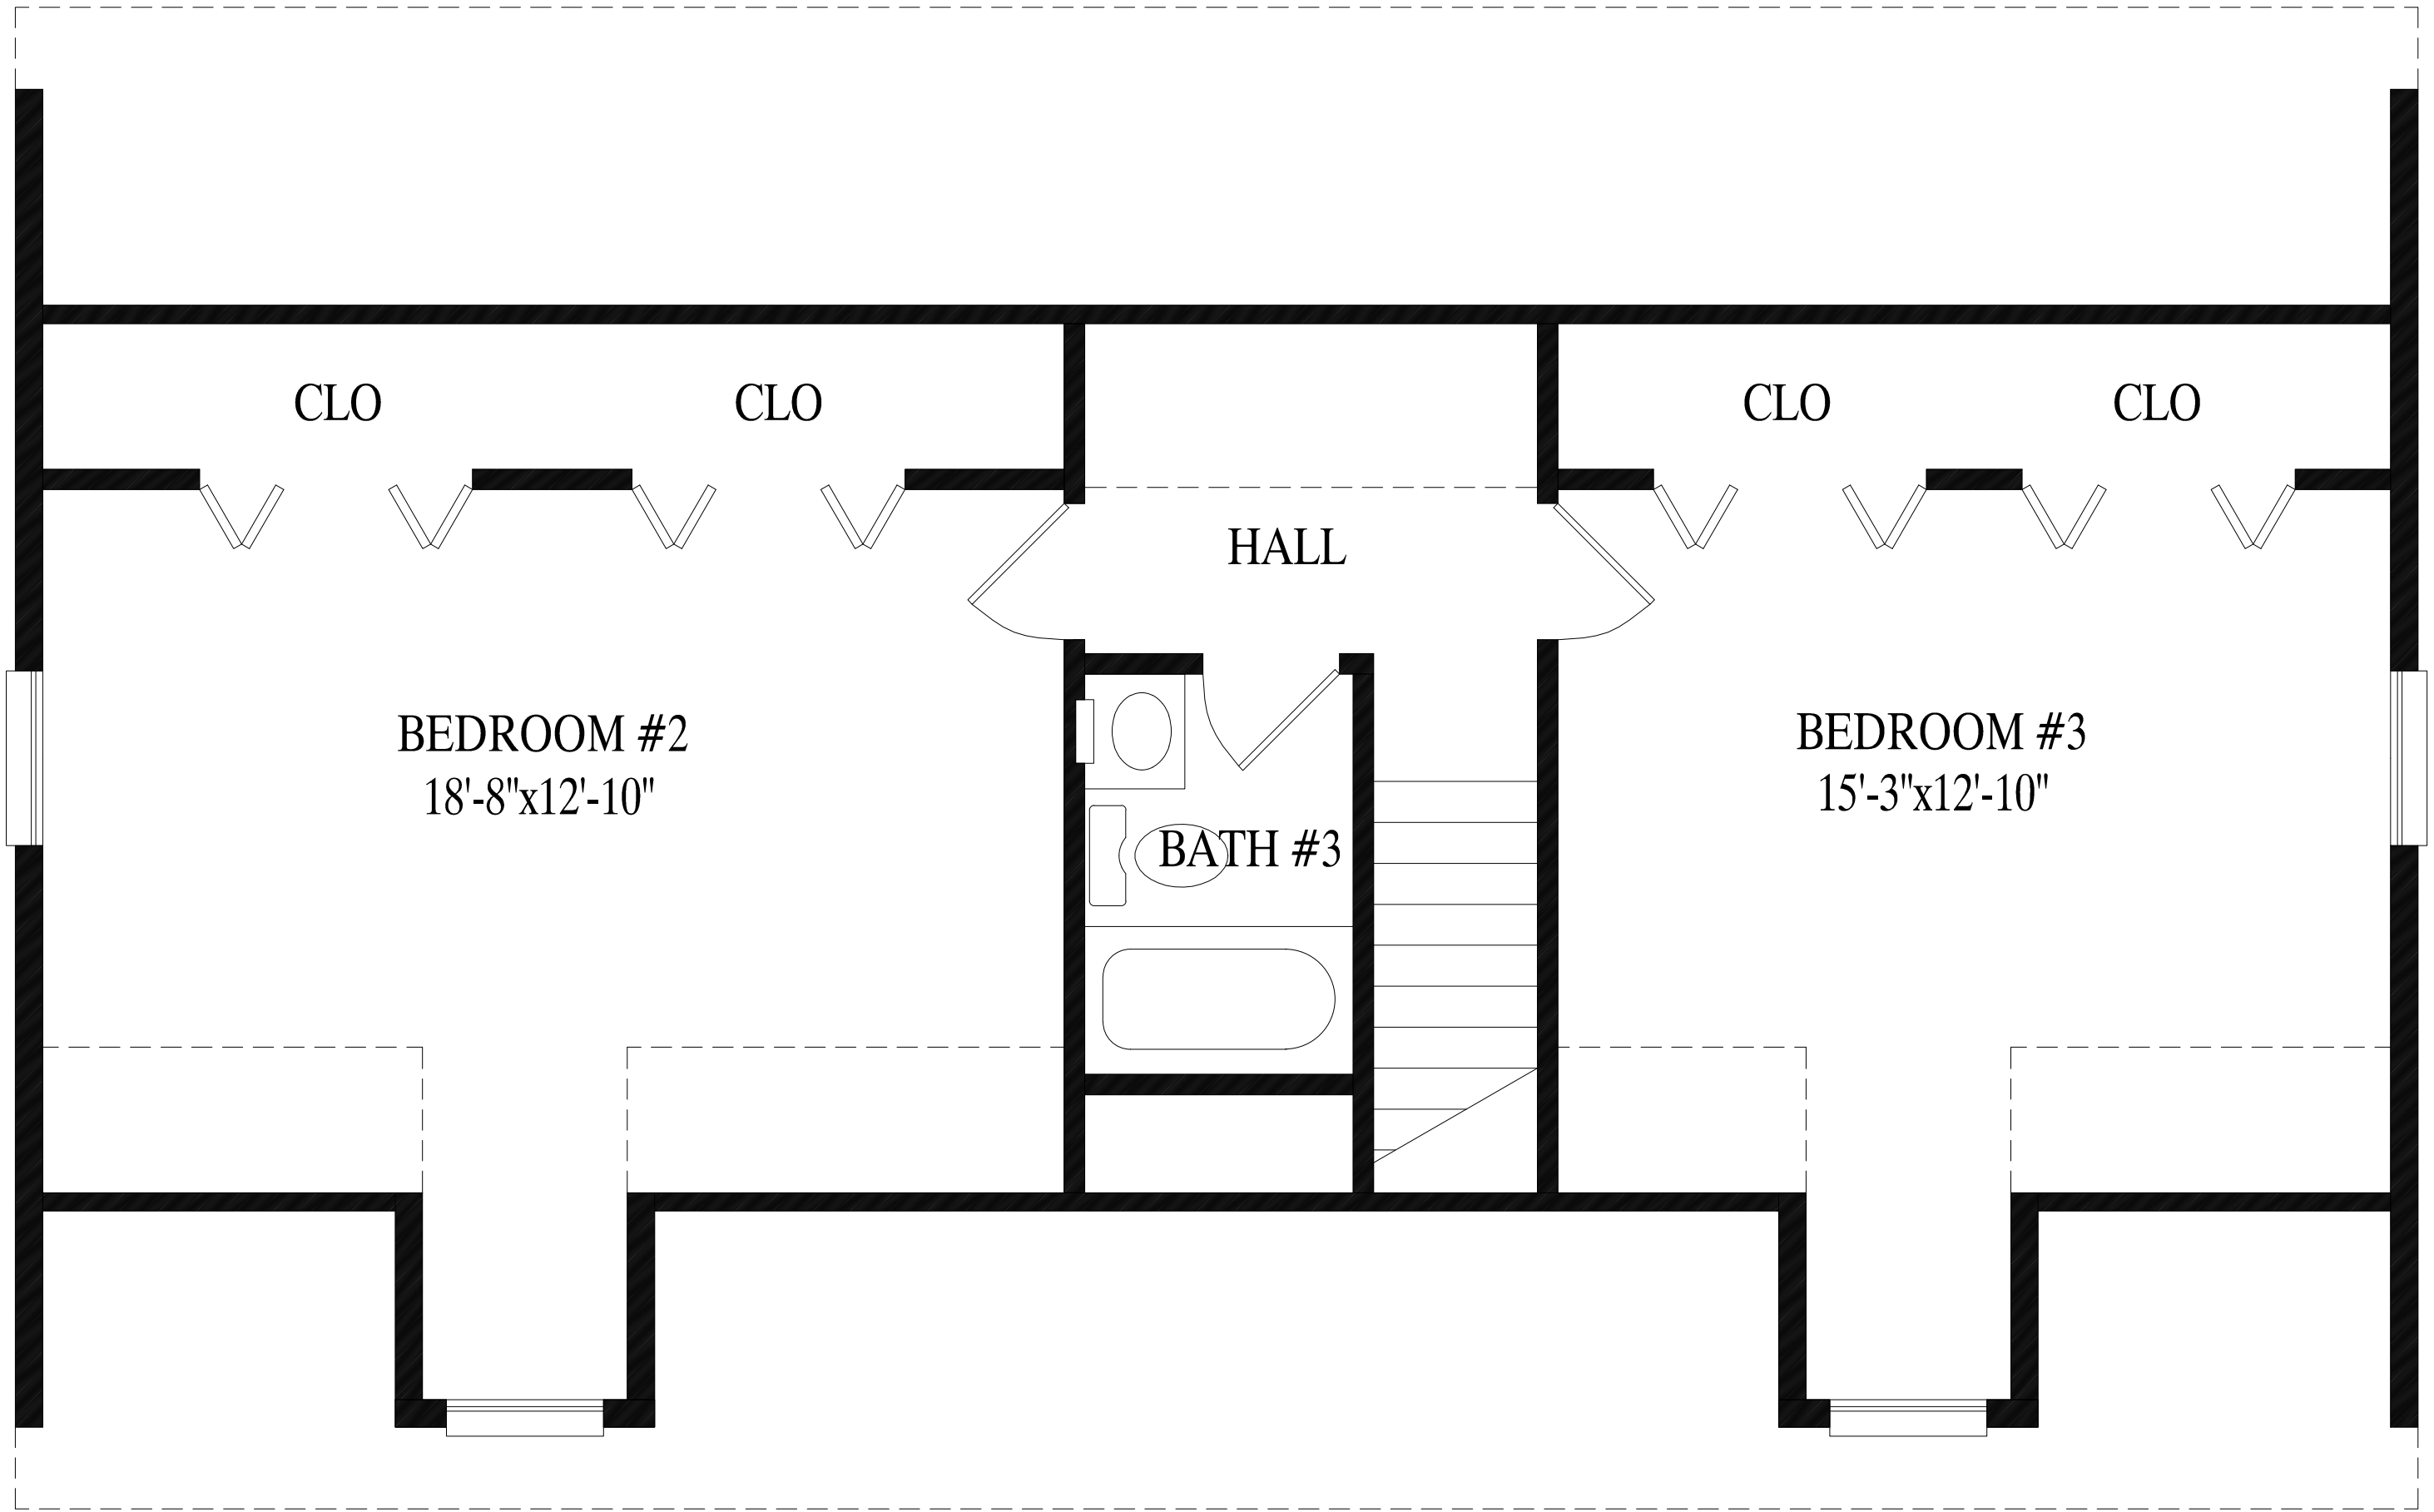 CLO
CLO
CLO
CLO
HALL
BEDROOM #2
18'-8"x12'-10"
BEDROOM #3
15'-3"x12'-10"
BATH #3